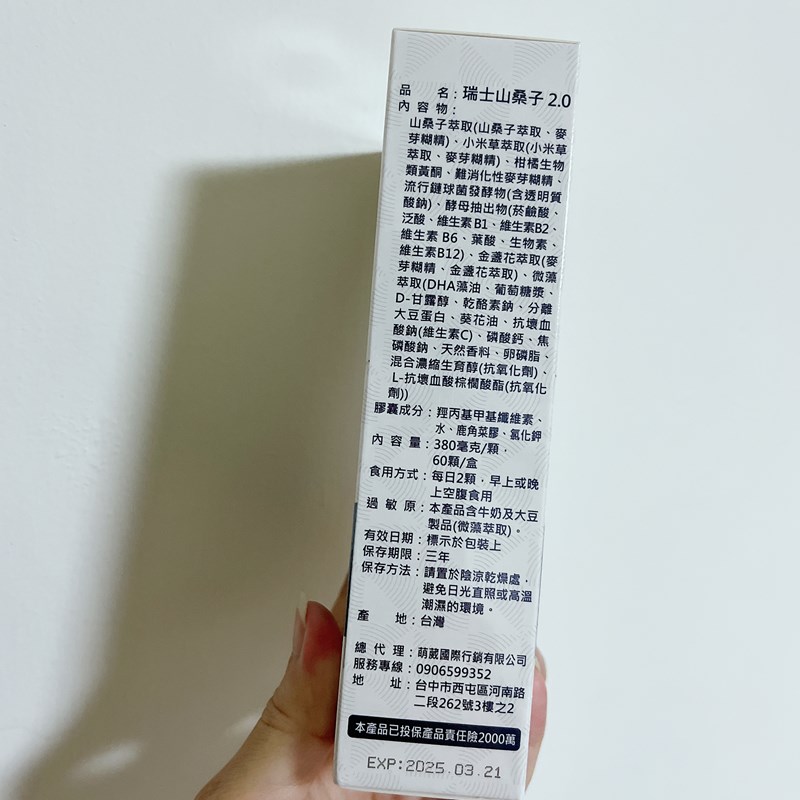 品 名：瑞士山桑子 2.0
內 容 物：
山桑子萃取(山桑子萃取、麥
芽糊精)、小米草萃取(小米草
萃取、麥芽糊精)、柑橘生物
類黃酮、難消化性麥芽糊精、
流行鏈球菌發酵物(含透明質
酸鈉)、酵母抽出物(菸鹼酸、
泛酸、維生素B1、維生素B2、
維生素 B6、葉酸、生物素、
維生素B12)、金盞花萃取(麥
芽糊精、金盞花萃取)、微藻
萃取(DHA藻油、葡萄糖漿、
D-甘露醇、乾酪素鈉、分離
大豆蛋白、葵花油、抗壞血
酸鈉(維生素C)、磷酸鈣、焦
磷酸鈉、天然香料、卵磷脂、
混合濃縮生育醇(抗氧化劑)、
L-抗壞血酸棕櫚酸酯(抗氧化
劑))
膠囊成分：羥丙基甲基纖維素、
水、鹿角菜膠、氯化鉀
內 容 量：380毫克/顆，
60顆/盒
食用方式：每日2顆，早上或晚
上空腹食用
過 敏 原：本產品含牛奶及大豆
製品(微藻萃取)。
有效日期：標示於包裝上
保存期限：三年
保存方法：請置於陰涼乾燥處，
避免日光直照或高溫
潮濕的環境。
產 地：台灣
總 代 理：萌葳國際行銷有限公司
服務專線：0906599352
地 址：台中市西屯區河南路
二段262號3樓之2
本產品已投保產品責任險2000萬
EXP:2025.03.21